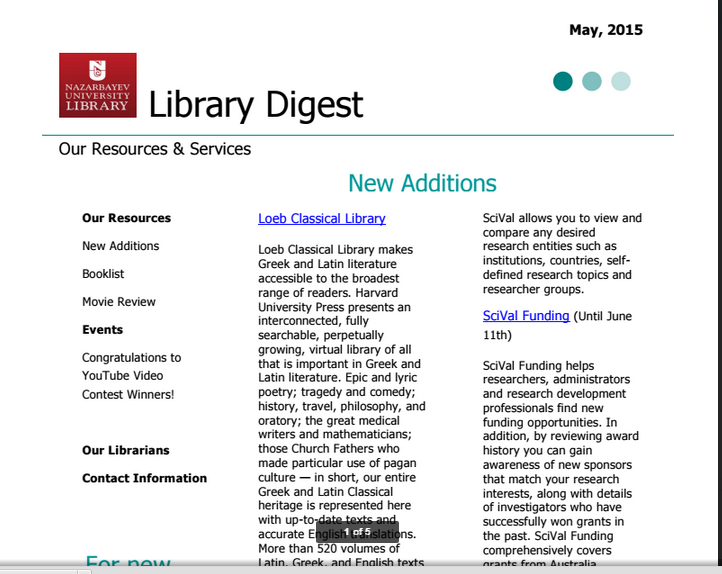 May, 2015
NAZARBAYEV
UNIVERSITY
LIBRARY
Library Digest
Our Resources & Services
New Additions
Our Resources
New Additions
Booklist
Movie Review
Events
Congratulations to
YouTube Video
Contest Winners!
Our Librarians
Contact Information
For new
Loeb Classical Library
Loeb Classical Library makes
Greek and Latin literature
accessible to the broadest
range of readers. Harvard
University Press presents an
interconnected, fully
searchable, perpetually
growing, virtual library of all
that is important in Greek and
Latin literature. Epic and lyric
poetry; tragedy and comedy;
history, travel, philosophy, and
oratory; the great medical
writers and mathematicians;
those Church Fathers who
made particular use of pagan
culture — in short, our entire
Greek and Latin Classical
heritage is represented here
with up-to-date texts and
accurate English translations.
More than 520 volumes of
Latin, Greek, and English texts
1 of 5
SciVal allows you to view and
compare any desired
research entities such as
institutions, countries, self-
defined research topics and
researcher groups.
SciVal Funding (Until June
11th)
SciVal Funding helps
researchers, administrators
and research development
professionals find new
funding opportunities. In
addition, by reviewing award
history you can gain
awareness of new sponsors
that match your research
interests, along with details
of investigators who have
successfully won grants in
the past. SciVal Funding
comprehensively covers
grants from Australia,